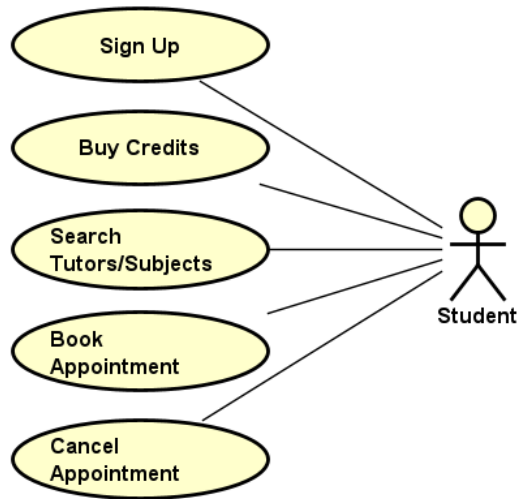 Sign Up
Buy Credits
Search
Tutors/Subjects
Student
Book
Appointment
Cancel
Appointment